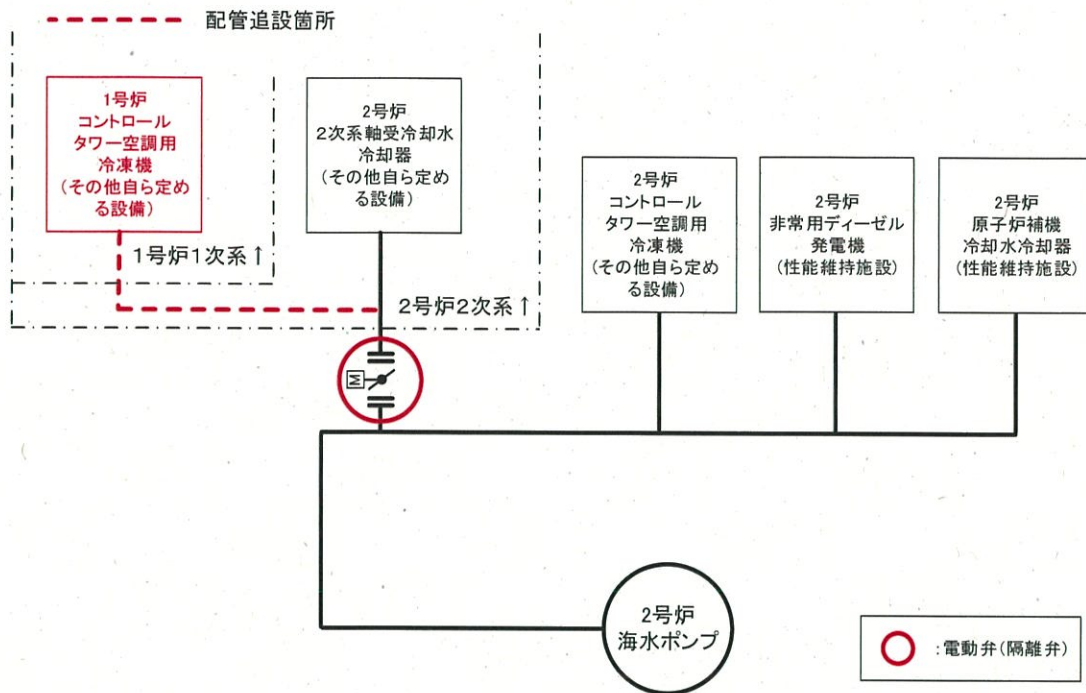 配管追設箇所
1号炉
コントロール
タワー空調用
冷凍機
(その他自ら定め
る設備)
2号炉
2次系軸受冷却水
冷却器
(その他自ら定め
る設備)
1号炉1次系↑
2号炉2次系↑
2号炉
コントロール
タワー空調用
冷凍機
(その他自ら定め
る設備)
2号炉
非常用ディーゼル
発電機
(性能維持施設)
2号炉
原子炉補機
冷却水冷却器
(性能維持施設)
M
2号炉
海水ポンプ
:電動弁(隔離弁)